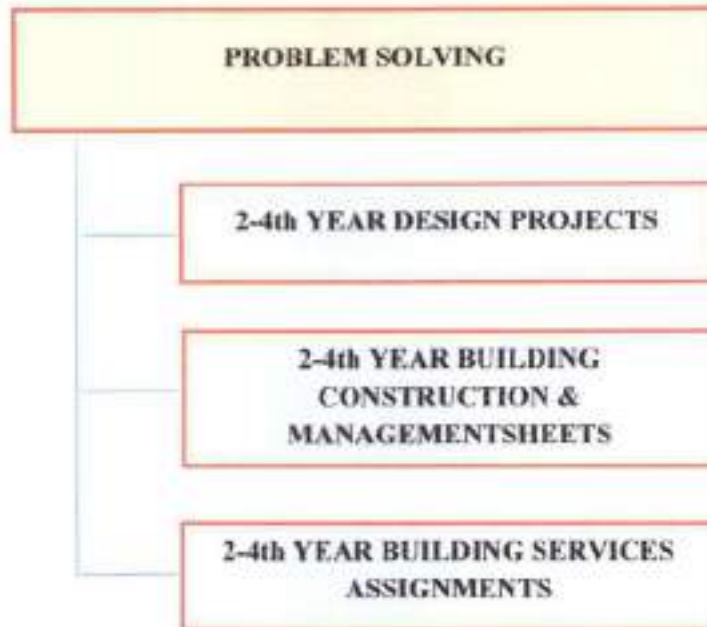 PROBLEM SOLVING
2-4th YEAR DESIGN PROJECTS
2-4th YEAR BUILDING
CONSTRUCTION &
MANAGEMENTSHEETS
2-4th YEAR BUILDING SERVICES
ASSIGNMENTS